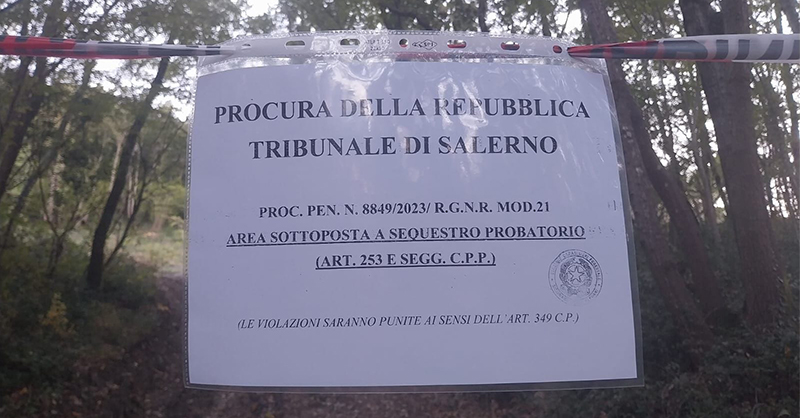 PROCURA DELLA REPUBBLICA
TRIBUNALE DI SALERNO
PROC. PEN. N. 8849/2023/ R.G.N.R. MOD.21
AREA SOTTOPOSTA A SEQUESTRO PROBATORIO
(ART. 253 E SEGG. C.P.P.)
(LE VIOLAZIONI SARANNO PUNITE AI SENSI DELL'ART. 349 C.P.)